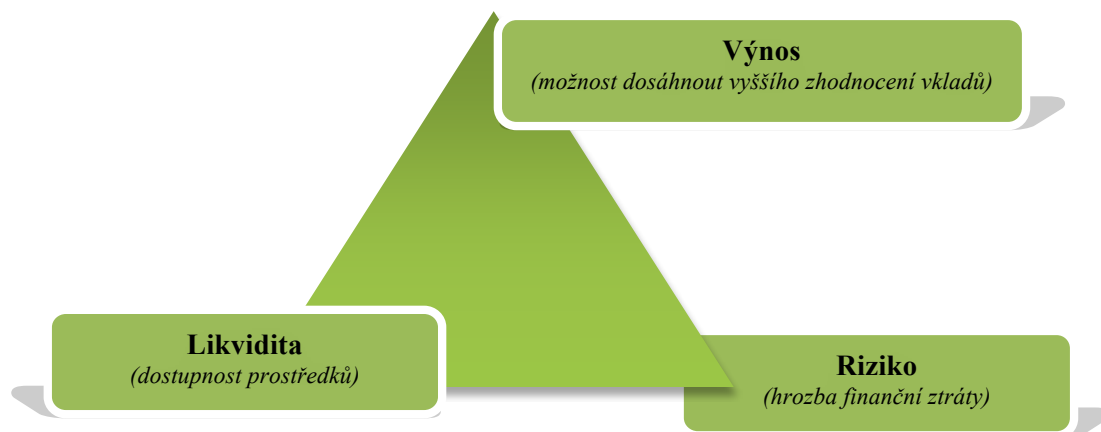 Výnos
(možnost dosáhnout vyššího zhodnocení vkladů)
Likvidita
(dostupnost prostředků)
Riziko
(hrozba finanční ztráty)